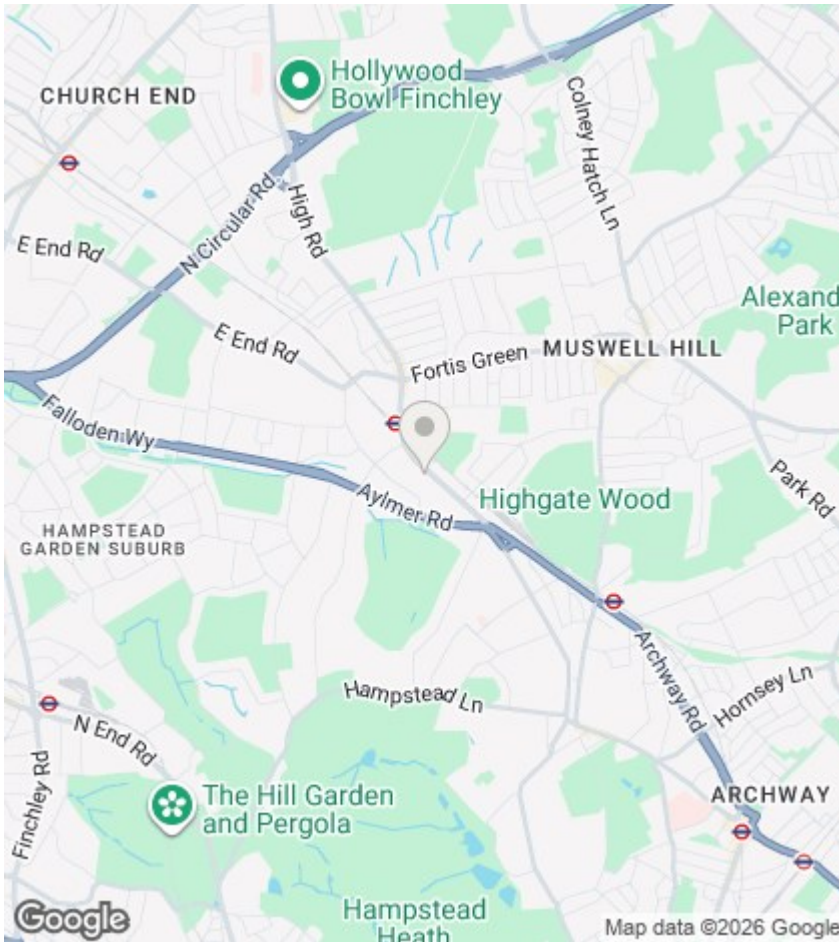 Hollywood
Bowl Finchley
CHURCH END
Colney Hatch Ln
N Circular Rd
High Rd
E End Rd
Alexand
Park
E End Rd
Fortis Green
MUSWELL HILL
Falloden Wy
Park Rd
Aylmer Rd
Highgate Wood
HAMPSTEAD
GARDEN SUBURB
Archway Rd
Hornsey Ln
Hampstead Ln
N End Rd
Finchley Rd
The Hill Garden
and Pergola
ARCHWAY
Hampstead
Heath
Google
Map data ©2026 Google